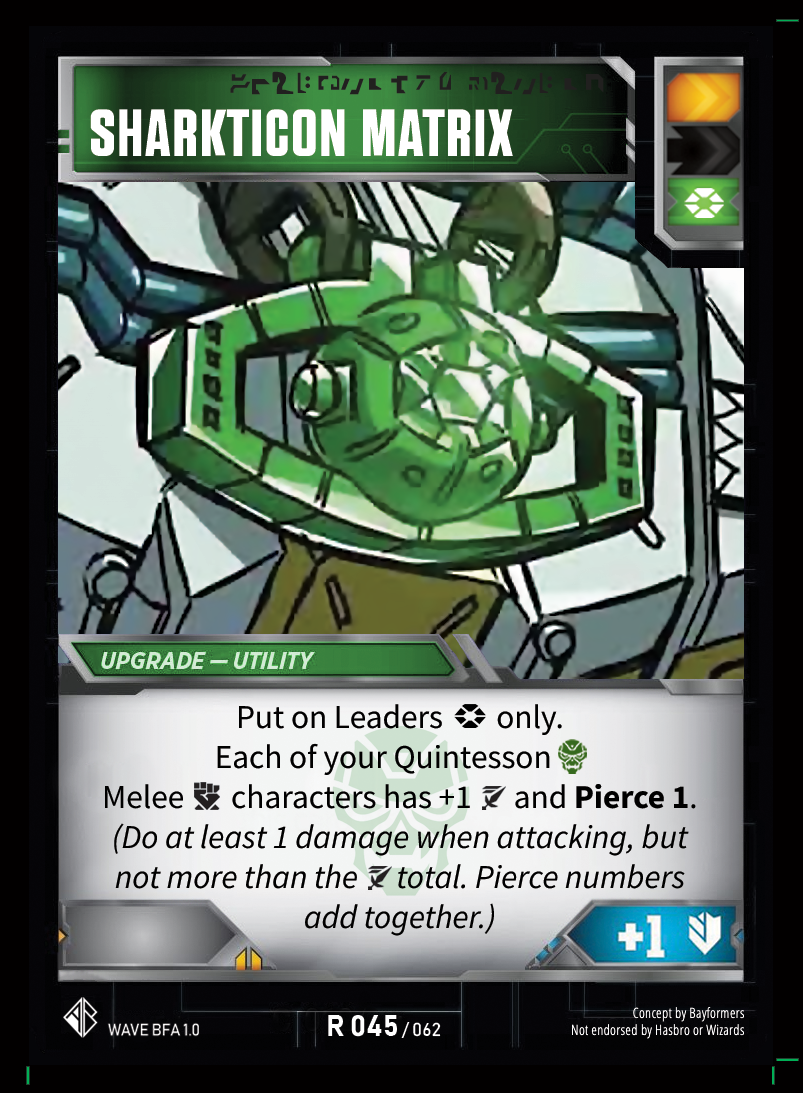 SHARKTICON MATRIX
UPGRADE – UTILITY
Put on Leaders only.
Each of your Quintesson
Melee characters has +1 and Pierce 1.
(Do at least 1 damage when attacking, but
not more than the total. Pierce numbers
add together.)
+1
WAVE BFA 1.0
R 045/062
Concept by Bayformers
Not endorsed by Hasbro or Wizards